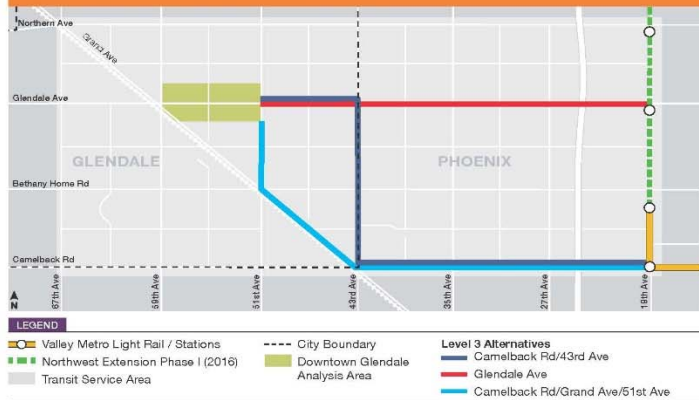 Northern Ave
Grand Ave
Glendale Ave
GLENDALE
PHOENIX
Bethany Home Rd
Camelback Rd
N
67th Ave
59th Ave
51st Ave
43rd Ave
35th Ave
27th Ave
19th Ave
LEGEND
Valley Metro Light Rail / Stations
Northwest Extension Phase I (2016)
Transit Service Area
City Boundary
Downtown Glendale
Analysis Area
Level 3 Alternatives
Camelback Rd/43rd Ave
Glendale Ave
Camelback Rd/Grand Ave/51st Ave